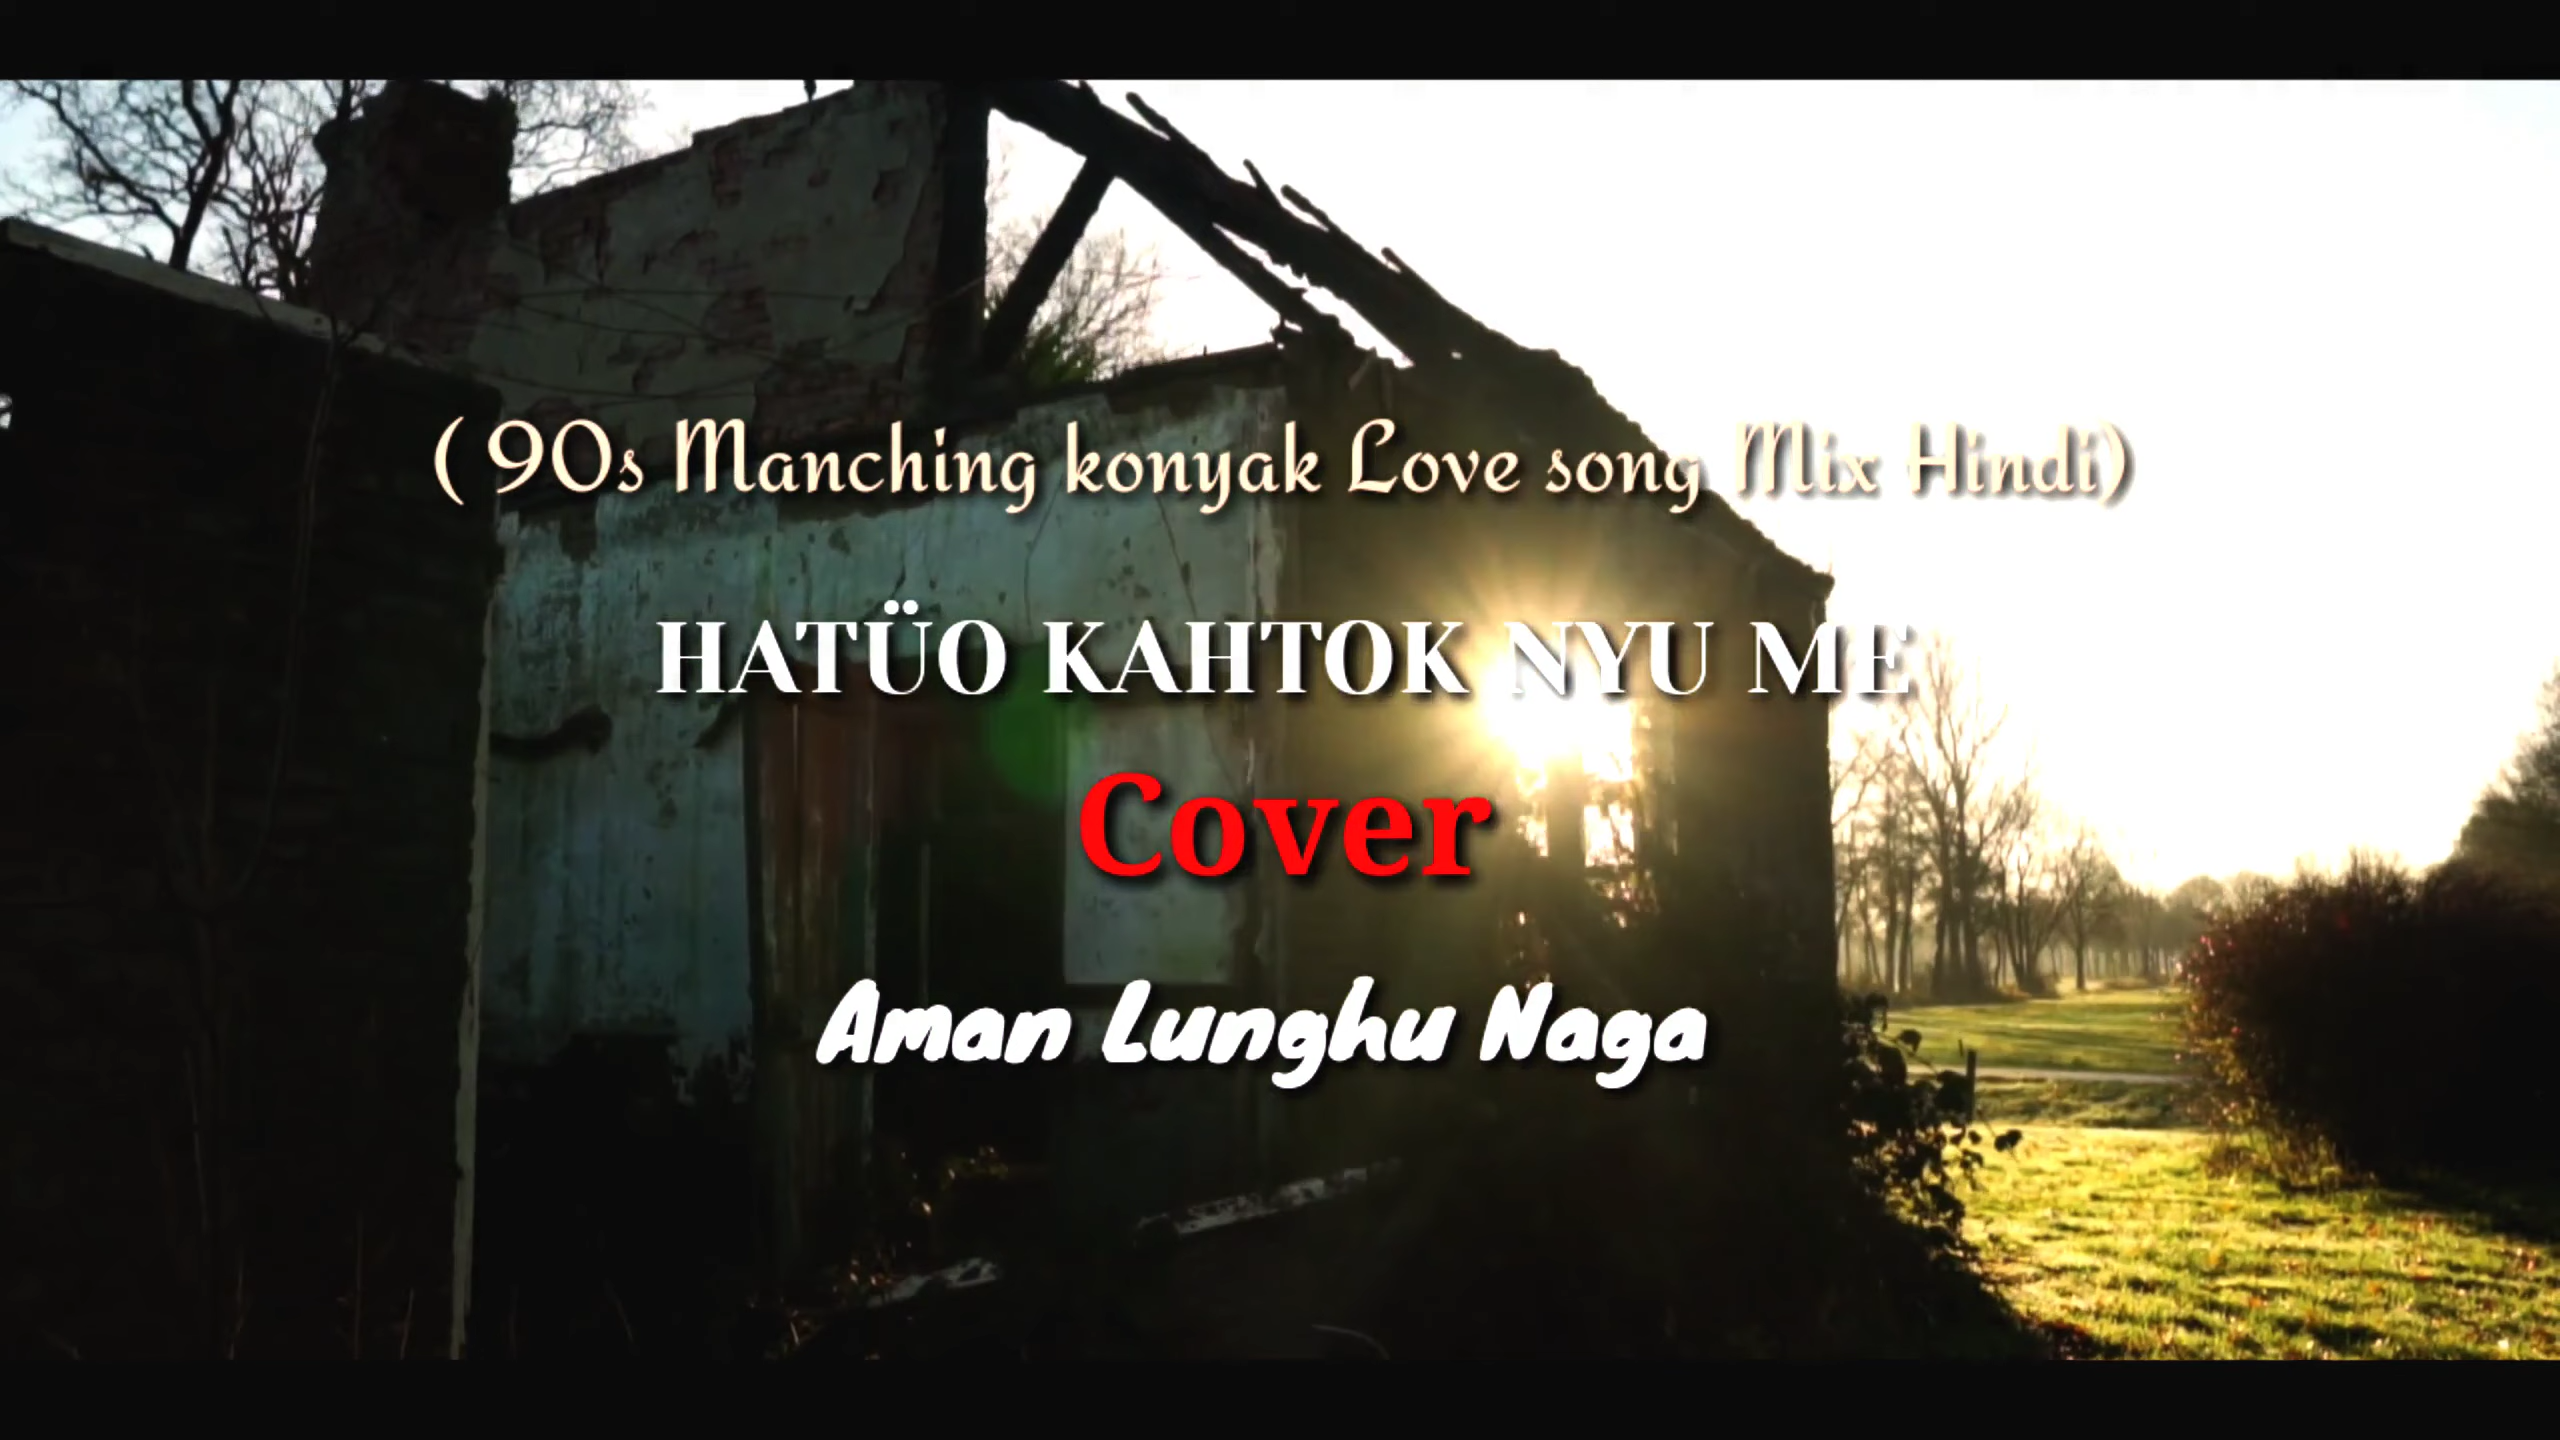 ( 90s Manching konyak Love song Mix Hindi)
HATÜO KAHTOK NYU ME
Cover
Aman Lunghu Naga